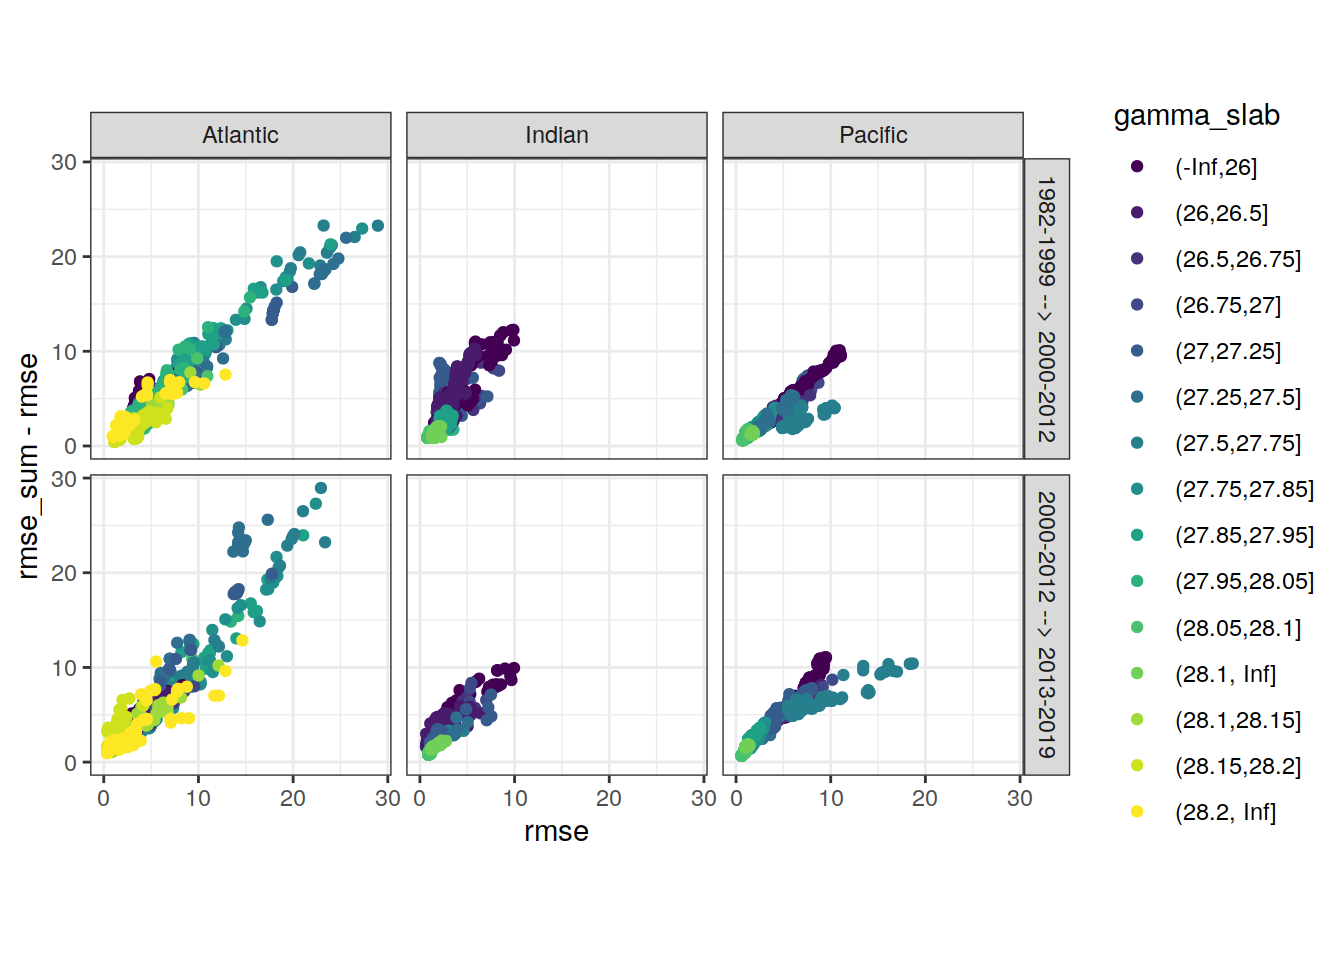 Atlantic
Indian
Pacific
30
20
10
0
1982-1999 --> 2000-2012
30
20
10
0
2000-2012 --> 2013-2019
0
10
20
30
0
10
20
30
0
10
20
30
rmse
rmse_sum - rmse
gamma_slab
(-Inf,26]
(26,26.5]
(26.5,26.75]
(26.75,27]
(27,27.25]
(27.25,27.5]
(27.5,27.75]
(27.75,27.85]
(27.85,27.95]
(27.95,28.05]
(28.05,28.1]
(28.1, Inf]
(28.1,28.15]
(28.15,28.2]
(28.2, Inf]